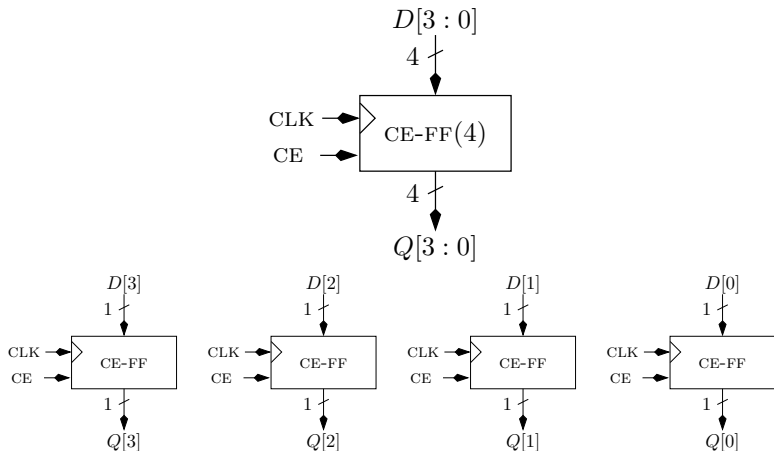 D[3 : 0]
4
CLK
CE-FF(4)
CE
4
Q[3 : 0]
D[3] D[2] D[1] D[0]
1 1 1 1
CLK CE-FF CLK CE-FF CLK CE-FF CLK CE-FF
CE CE CE CE
1 1 1 1
Q[3] Q[2] Q[1] Q[0]